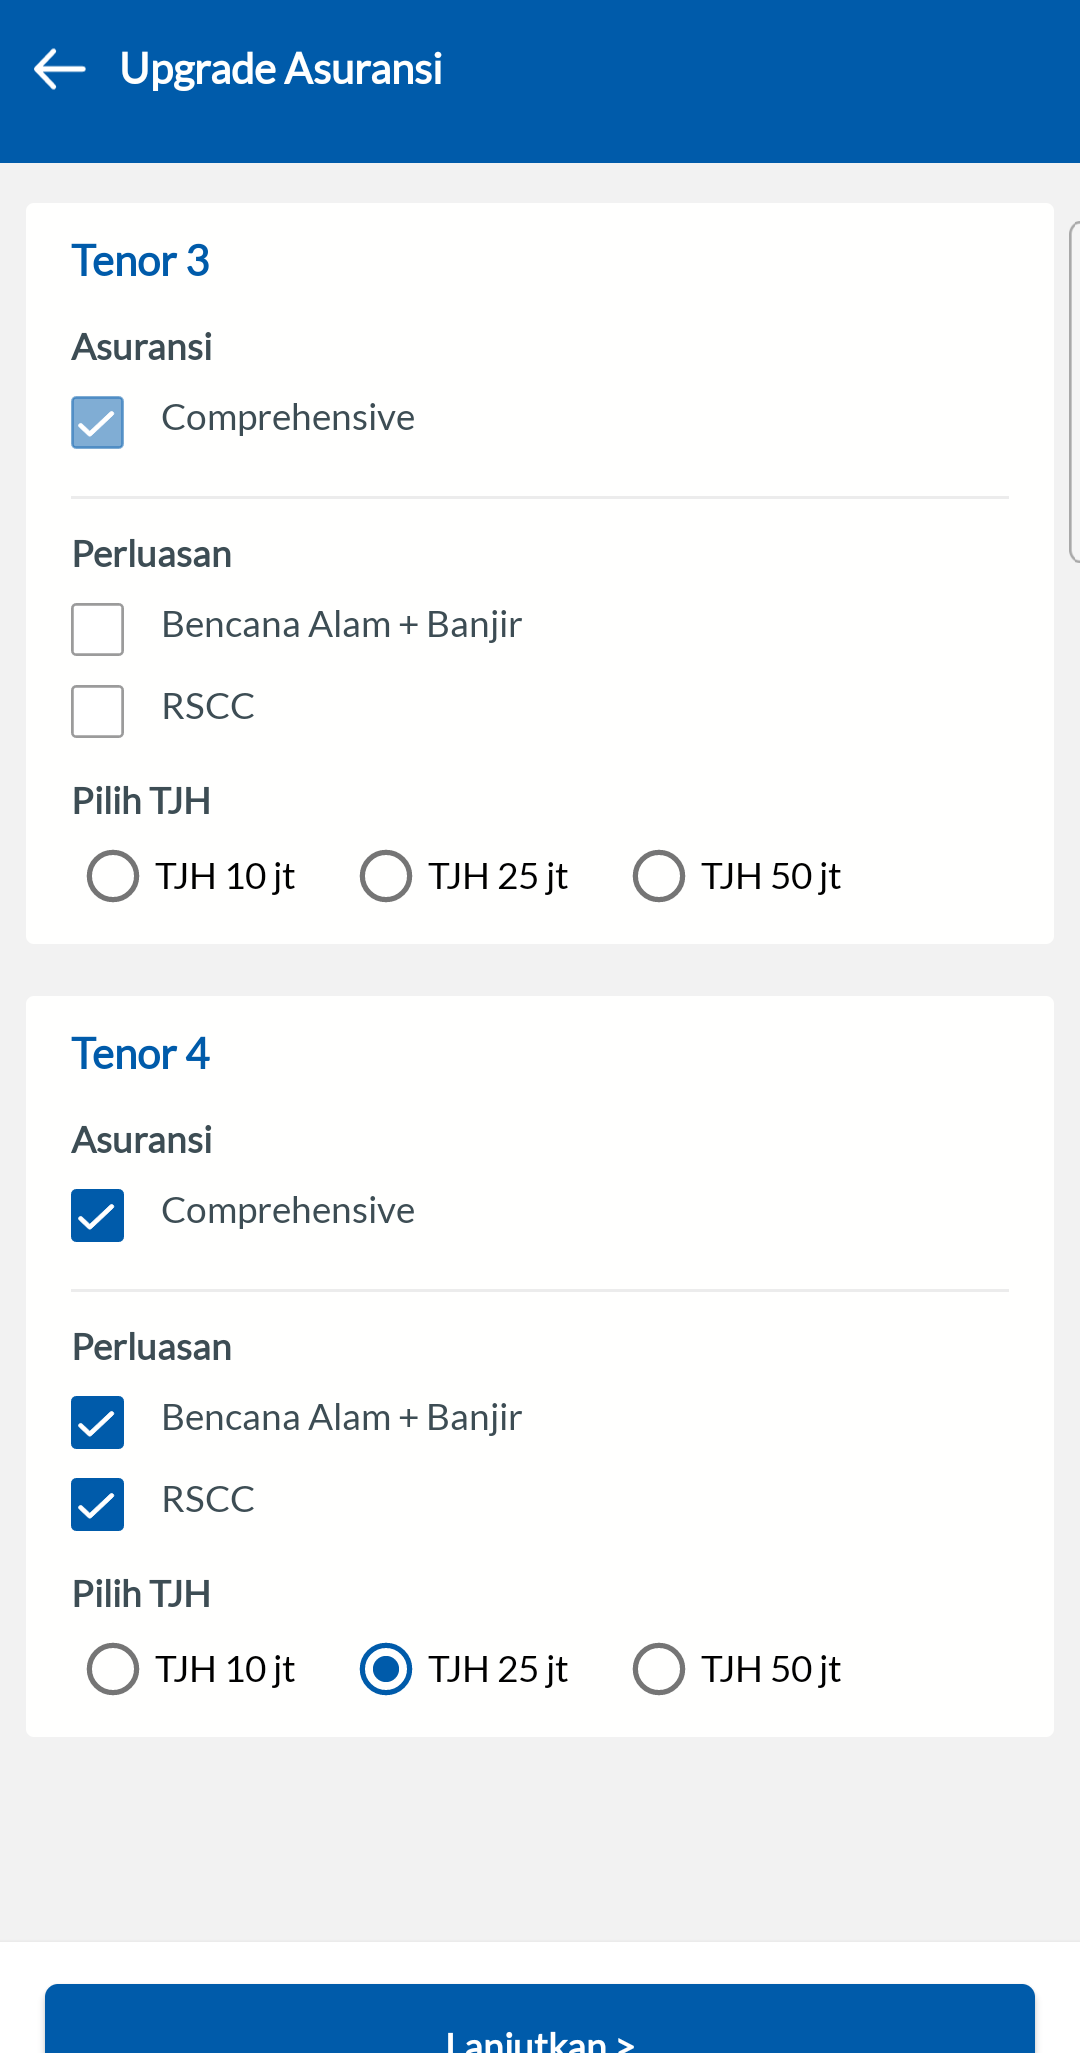 Upgrade Asuransi
Tenor 3
Asuransi
Comprehensive
Perluasan
Bencana Alam + Banjir
RSCC
Pilih TJH
TJH 10 jt TJH 25 jt TJH 50 jt
Tenor 4
Asuransi
Comprehensive
Perluasan
Bencana Alam + Banjir
RSCC
Pilih TJH
TJH 10 jt TJH 25 jt TJH 50 jt
Lanjutkan >